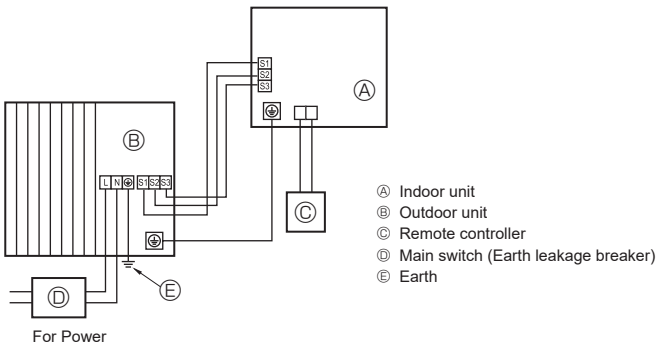 S1
S2
S3
Ⓐ
Ⓑ
L N S1 S2 S3
Ⓒ
Ⓓ
Ⓔ
For Power
Ⓐ Indoor unit
Ⓑ Outdoor unit
Ⓒ Remote controller
Ⓓ Main switch (Earth leakage breaker)
Ⓔ Earth